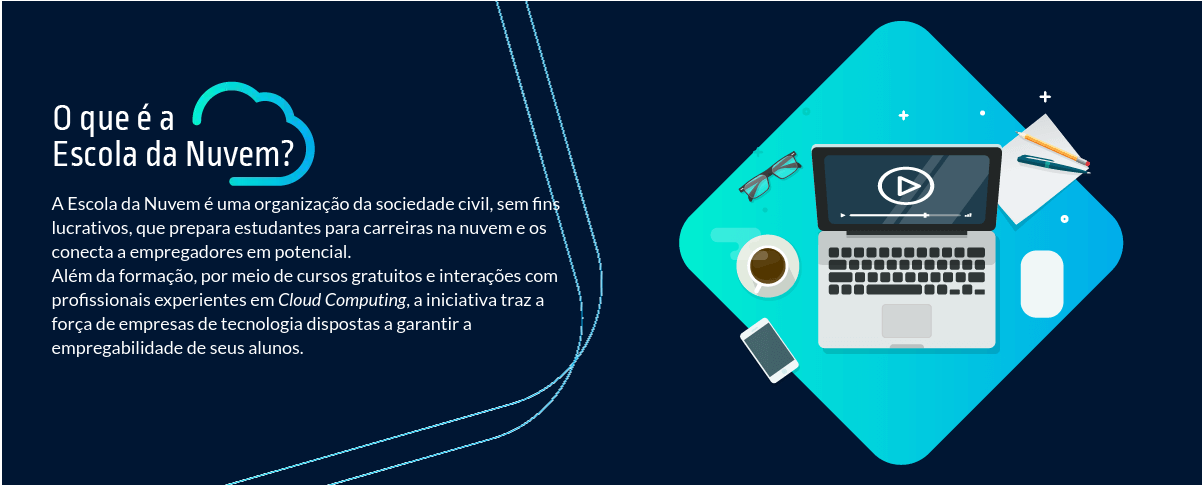 O que é a
Escola da Nuvem?
A Escola da Nuvem é uma organização da sociedade civil, sem fins
lucrativos, que prepara estudantes para carreiras na nuvem e os
conecta a empregadores em potencial.
Além da formação, por meio de cursos gratuitos e interações com
profissionais experientes em Cloud Computing, a iniciativa traz a
força de empresas de tecnologia dispostas a garantir a
empregabilidade de seus alunos.